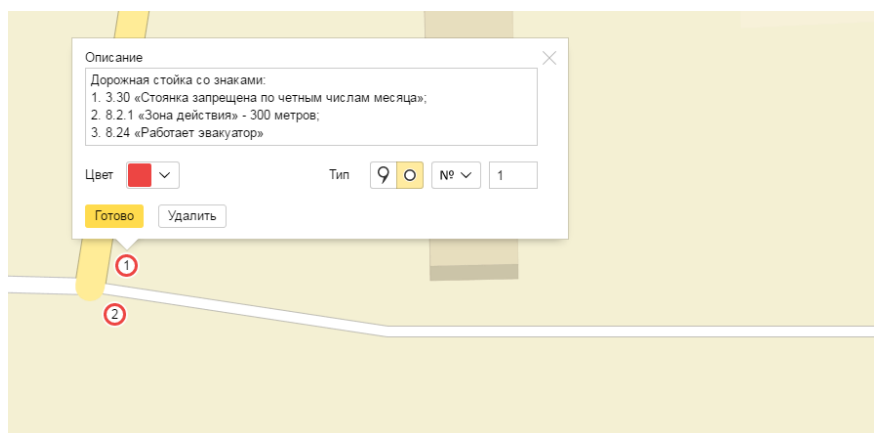 Описание
Дорожная стойка со знаками:
1. 3.30 «Стоянка запрещена по четным числам месяца»;
2. 8.2.1 «Зона действия» - 300 метров;
3. 8.24 «Работает эвакуатор»
Цвет Тип № 1
Готово Удалить
1
2